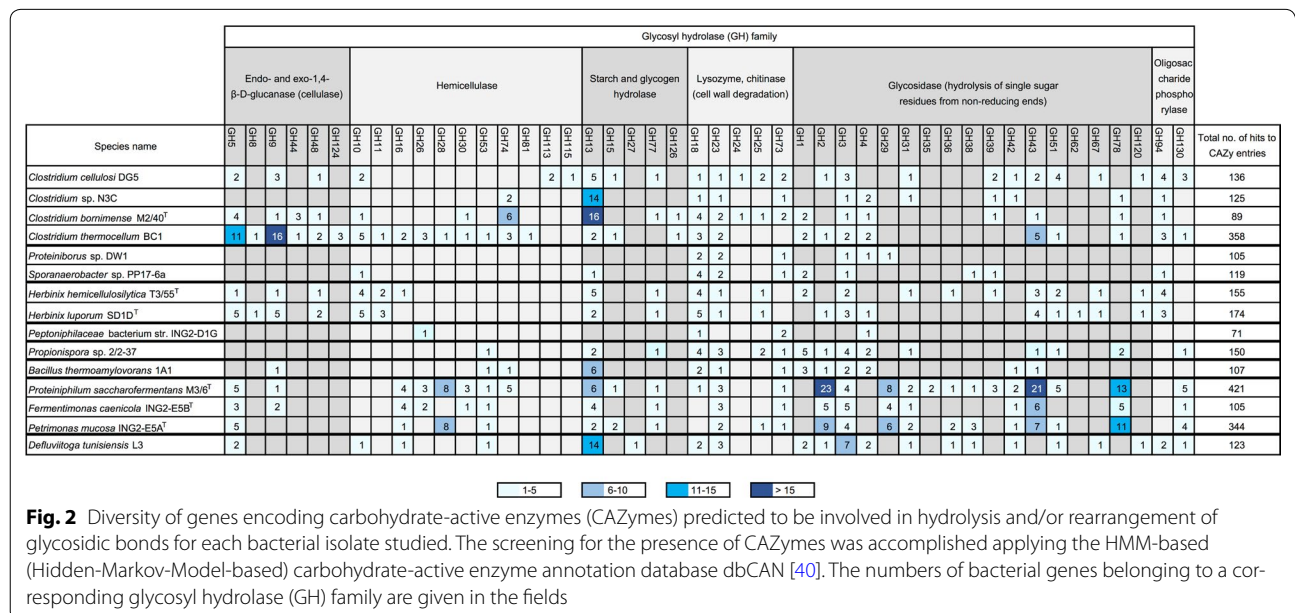 Glycosyl hydrolase (GH) family
Endo- and exo-1,4-
β-D-glucanase (cellulase)
Hemicellulase
Starch and glycogen
hydrolase
Lysozyme, chitinase
(cell wall degradation)
Glycosidase (hydrolysis of single sugar
residues from non-reducing ends)
Oligosac
charide
phospho
rylase
Species name GH5 GH8 GH9 GH44 GH48 GH124 GH10 GH11 GH16 GH26 GH28 GH30 GH53 GH74 GH81 GH113 GH115 GH13 GH15 GH27 GH77 GH126 GH18 GH23 GH24 GH25 GH73 GH1 GH2 GH3 GH4 GH29 GH31 GH35 GH36 GH38 GH39 GH42 GH43 GH51 GH62 GH67 GH78 GH120 GH94 GH130 Total no. of hits to
CAZy entries
Clostridium cellulosi DG5 2 3 1 2 2 1 5 1 1 1 1 1 2 2 1 3 1 2 1 2 4 1 1 4 3 136
Clostridium sp. N3C 2 14 1 1 1 1 2 1 1 1 1 1 125
Clostridium bornimense M2/40T 4 1 3 1 1 1 6 16 1 1 4 2 1 1 2 2 1 1 1 1 1 1 89
Clostridium thermocellum BC1 11 1 16 1 2 3 5 1 2 3 1 1 1 3 1 2 1 1 3 2 2 1 2 2 5 1 1 3 1 358
Proteiniborus sp. DW1 2 2 1 1 1 1 105
Sporanaerobacter sp. PP17-6a 1 1 4 2 1 2 1 1 1 1 119
Herbinix hemicellulosilytica T3/55T 1 1 1 4 2 1 5 1 4 1 1 2 2 1 1 1 3 2 1 1 4 155
Herbinix luporum SD1DT 5 1 5 2 5 3 2 1 5 1 1 1 3 1 4 1 1 1 1 3 174
Peptoniphilaceae bacterium str. ING2-D1G 1 1 2 1 71
Propionispora sp. 2/2-37 1 2 1 4 3 2 1 5 1 4 2 1 1 1 2 1 150
Bacillus thermoamylovorans 1A1 1 1 1 6 2 1 1 3 1 2 2 1 1 107
Proteiniphilum saccharofermentans M3/6T 5 1 4 3 8 3 1 5 6 1 1 1 3 1 23 4 8 2 2 1 1 3 2 21 5 13 5 421
Fermentimonas caenicola ING2-E5BT 3 2 4 2 1 1 4 1 3 1 5 5 4 1 1 6 5 1 105
Petrimonas mucosa ING2-E5AT 5 1 8 1 2 2 1 2 1 1 9 4 6 2 2 3 1 7 1 11 4 344
Defluviitoga tunisiensis L3 2 1 1 1 14 1 2 3 2 1 7 2 1 1 1 1 1 1 2 1 123
1-5 6-10 11-15 > 15
Fig. 2 Diversity of genes encoding carbohydrate-active enzymes (CAZymes) predicted to be involved in hydrolysis and/or rearrangement of
glycosidic bonds for each bacterial isolate studied. The screening for the presence of CAZymes was accomplished applying the HMM-based
(Hidden-Markov-Model-based) carbohydrate-active enzyme annotation database dbCAN [40]. The numbers of bacterial genes belonging to a cor-
responding glycosyl hydrolase (GH) family are given in the fields